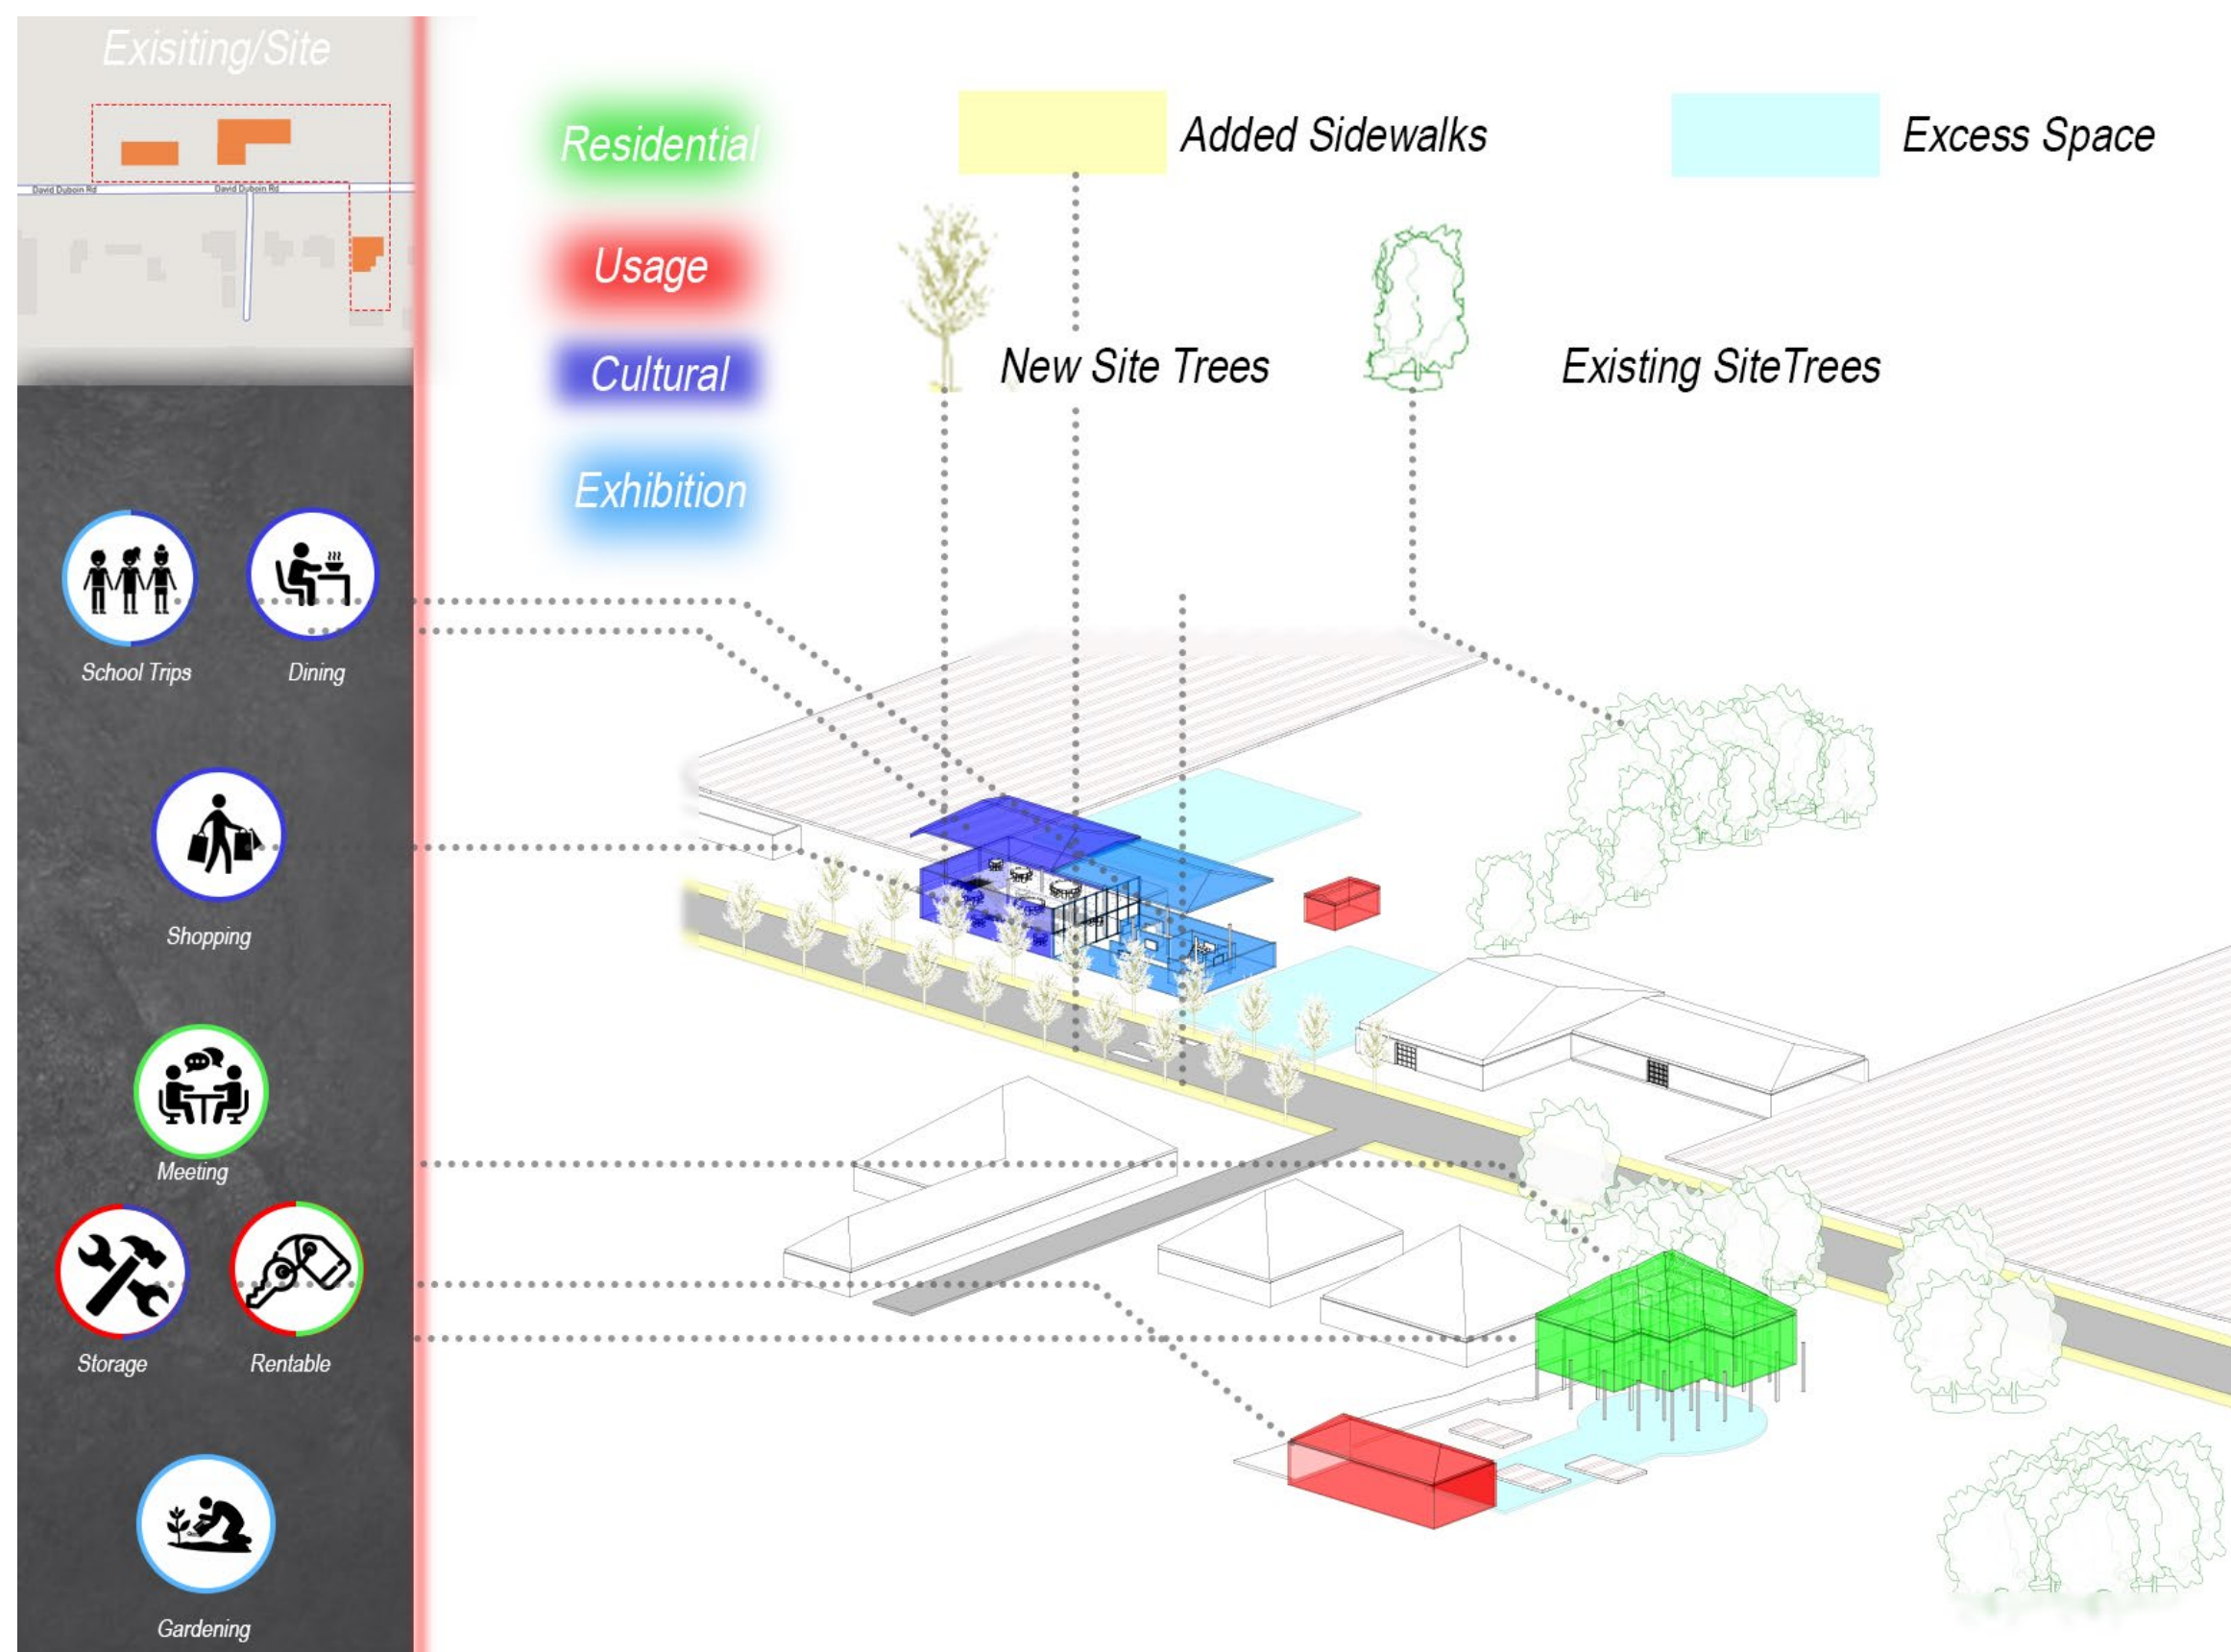 Exisiting/Site
David Duboin Rd
David Duboin Rd
Residential
Usage
Cultural
Exhibition
Added Sidewalks
Excess Space
New Site Trees
Existing SiteTrees
School Trips
Dining
Shopping
Meeting
Storage
Rentable
Gardening